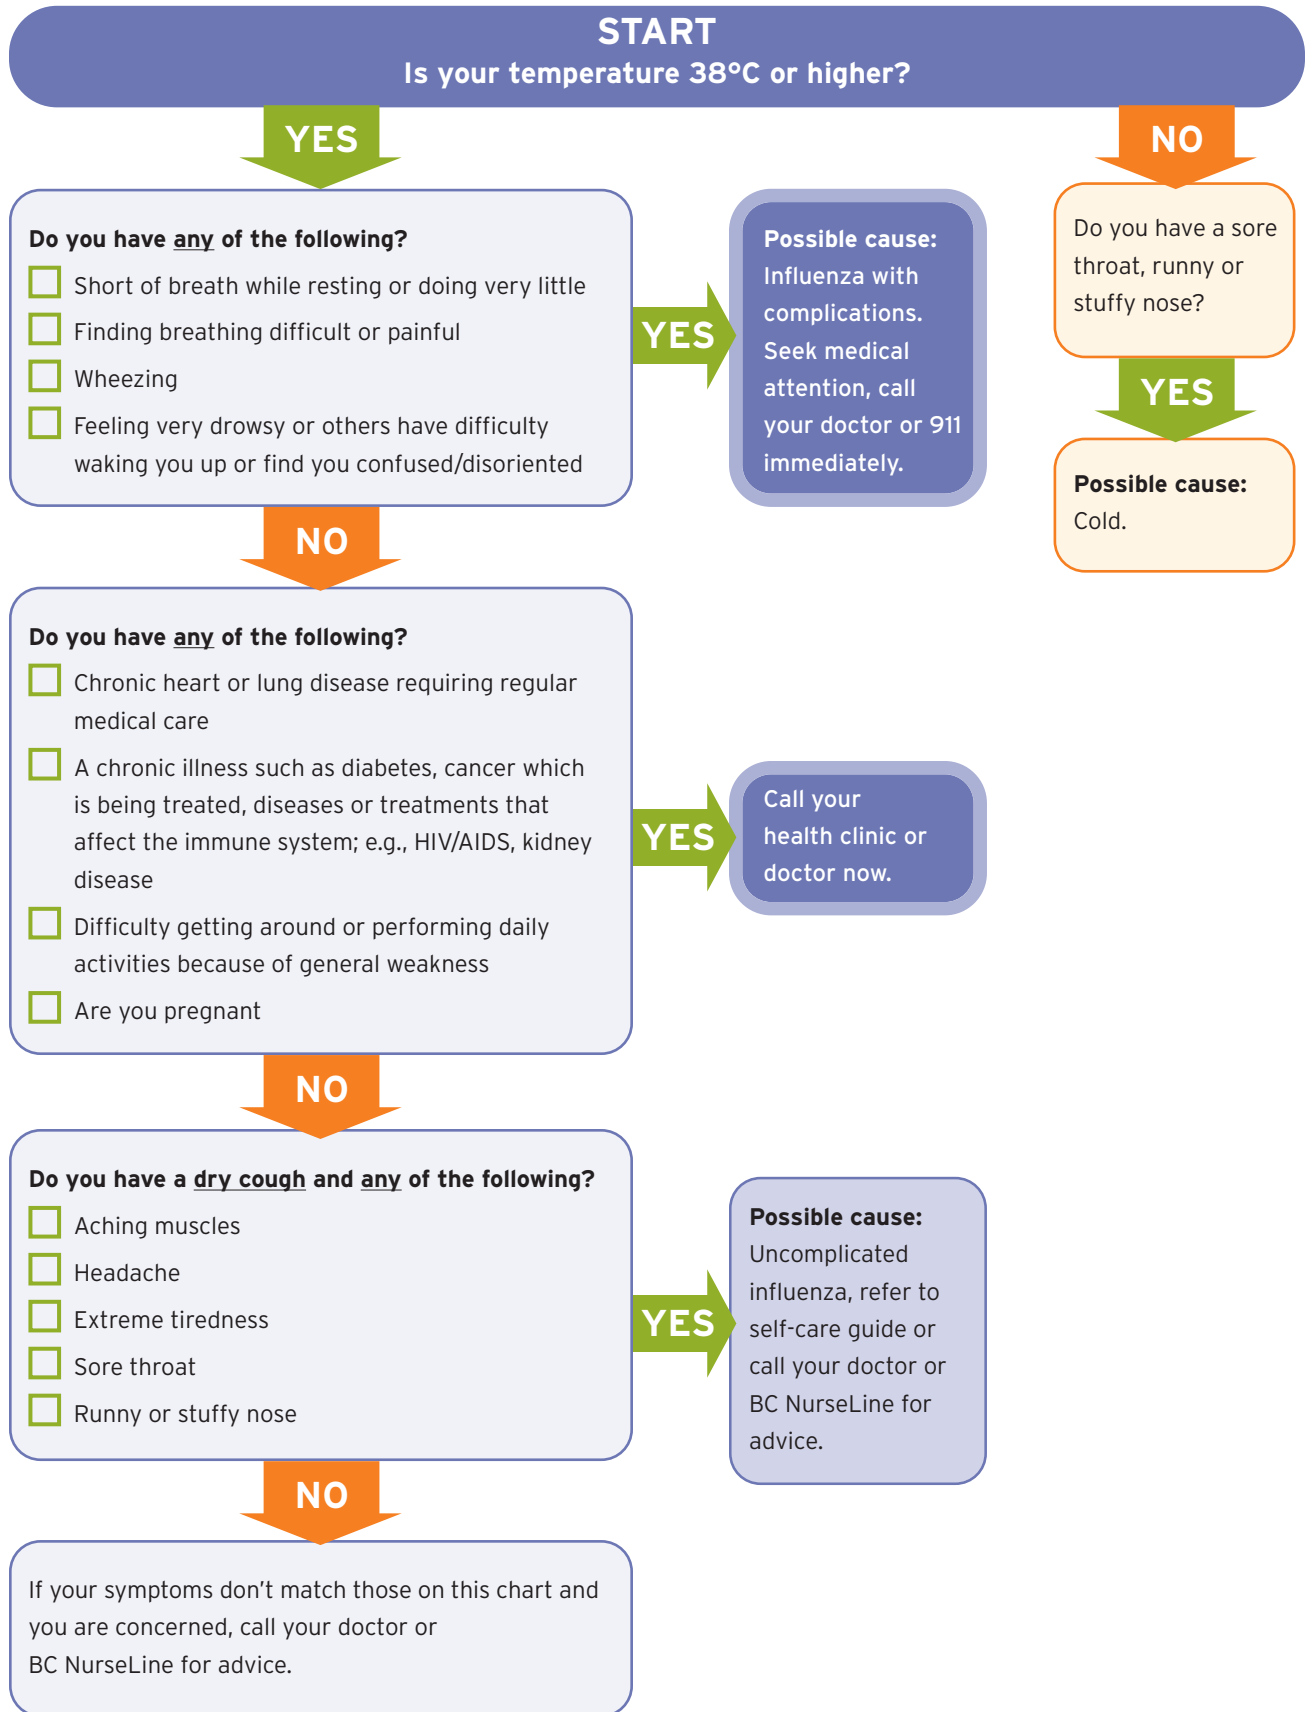 START
Is your temperature 38°C or higher?
YES
NO
Do you have any of the following?
Short of breath while resting or doing very little
Finding breathing difficult or painful
Wheezing
Feeling very drowsy or others have difficulty
waking you up or find you confused/disoriented
YES
Possible cause:
Influenza with
complications.
Seek medical
attention, call
your doctor or 911
immediately.
Do you have a sore
throat, runny or
stuffy nose?
YES
Possible cause:
Cold.
NO
Do you have any of the following?
Chronic heart or lung disease requiring regular
medical care
A chronic illness such as diabetes, cancer which
is being treated, diseases or treatments that
affect the immune system; e.g., HIV/AIDS, kidney
disease
Difficulty getting around or performing daily
activities because of general weakness
Are you pregnant
YES
Call your
health clinic or
doctor now.
NO
Do you have a dry cough and any of the following?
Aching muscles
Headache
Extreme tiredness
Sore throat
Runny or stuffy nose
YES
Possible cause:
Uncomplicated
influenza, refer to
self-care guide or
call your doctor or
BC NurseLine for
advice.
NO
If your symptoms don't match those on this chart and
you are concerned, call your doctor or
BC NurseLine for advice.